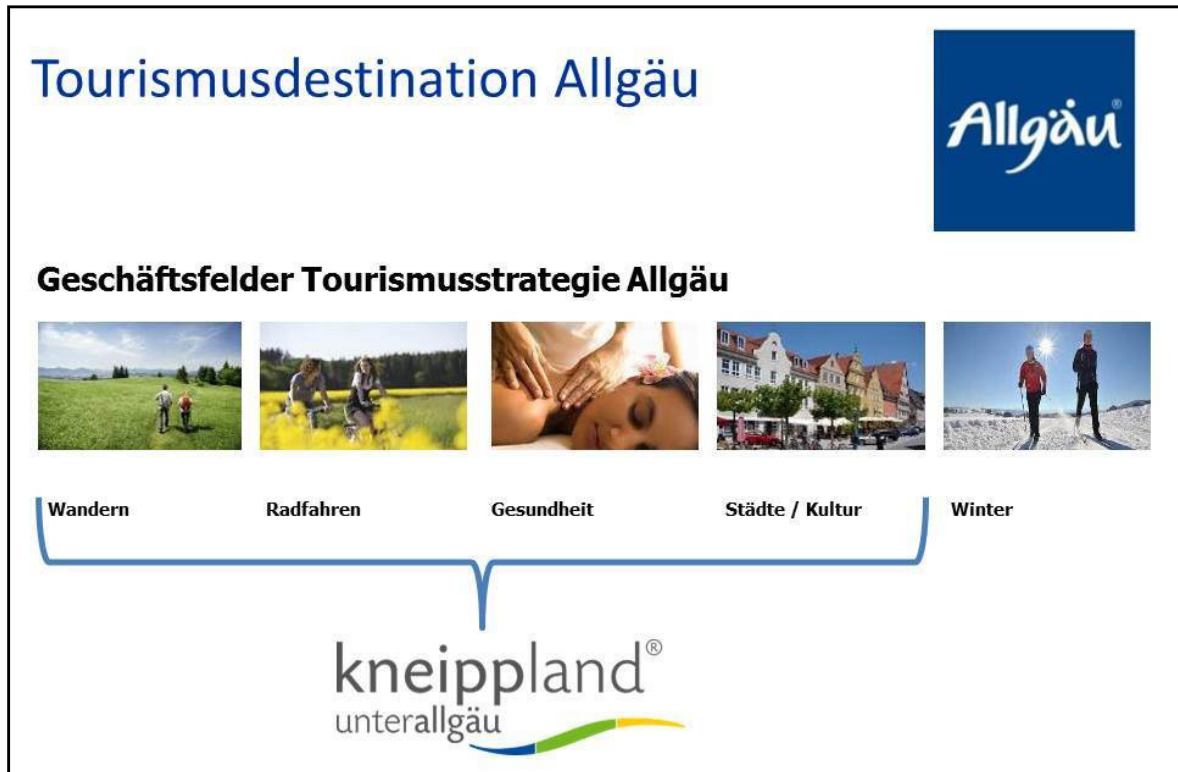 Tourismusdestination Allgäu
Allgäu®
Geschäftsfelder Tourismusstrategie Allgäu
Wandern
Radfahren
Gesundheit
Städte / Kultur
Winter
kneippland®
unterallgäu